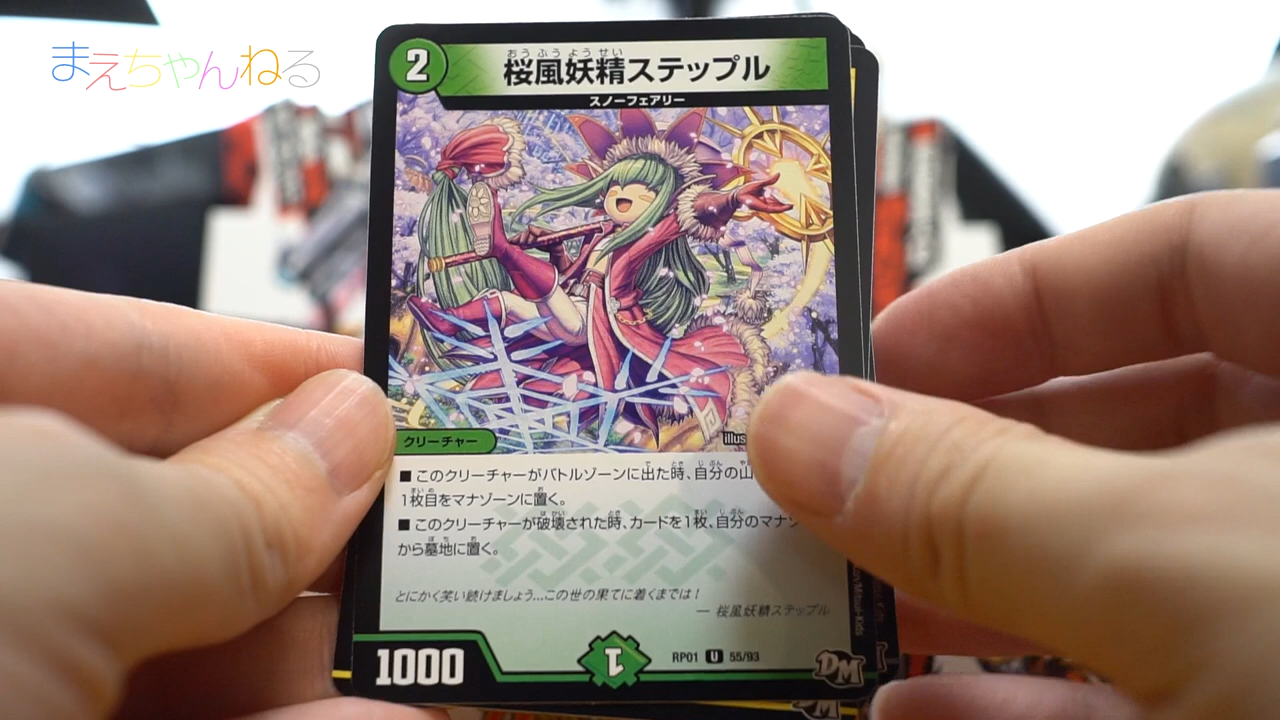 まえちゃんねる
2
おうふうようせい
桜風妖精ステップル
スノーフェアリー
illus
クリーチャー
■ このクリーチャーがバトルゾーンに出た時、自分の山
1枚目をマナゾーンに置く。
■ このクリーチャーが破壊された時、カードを1枚、自分のマナゾ
から墓地に置く。
とにかく笑い続けましょう…この世の果てに着くまでは!
― 桜風妖精ステップル
1000
1
RP01 U 55/93
DM